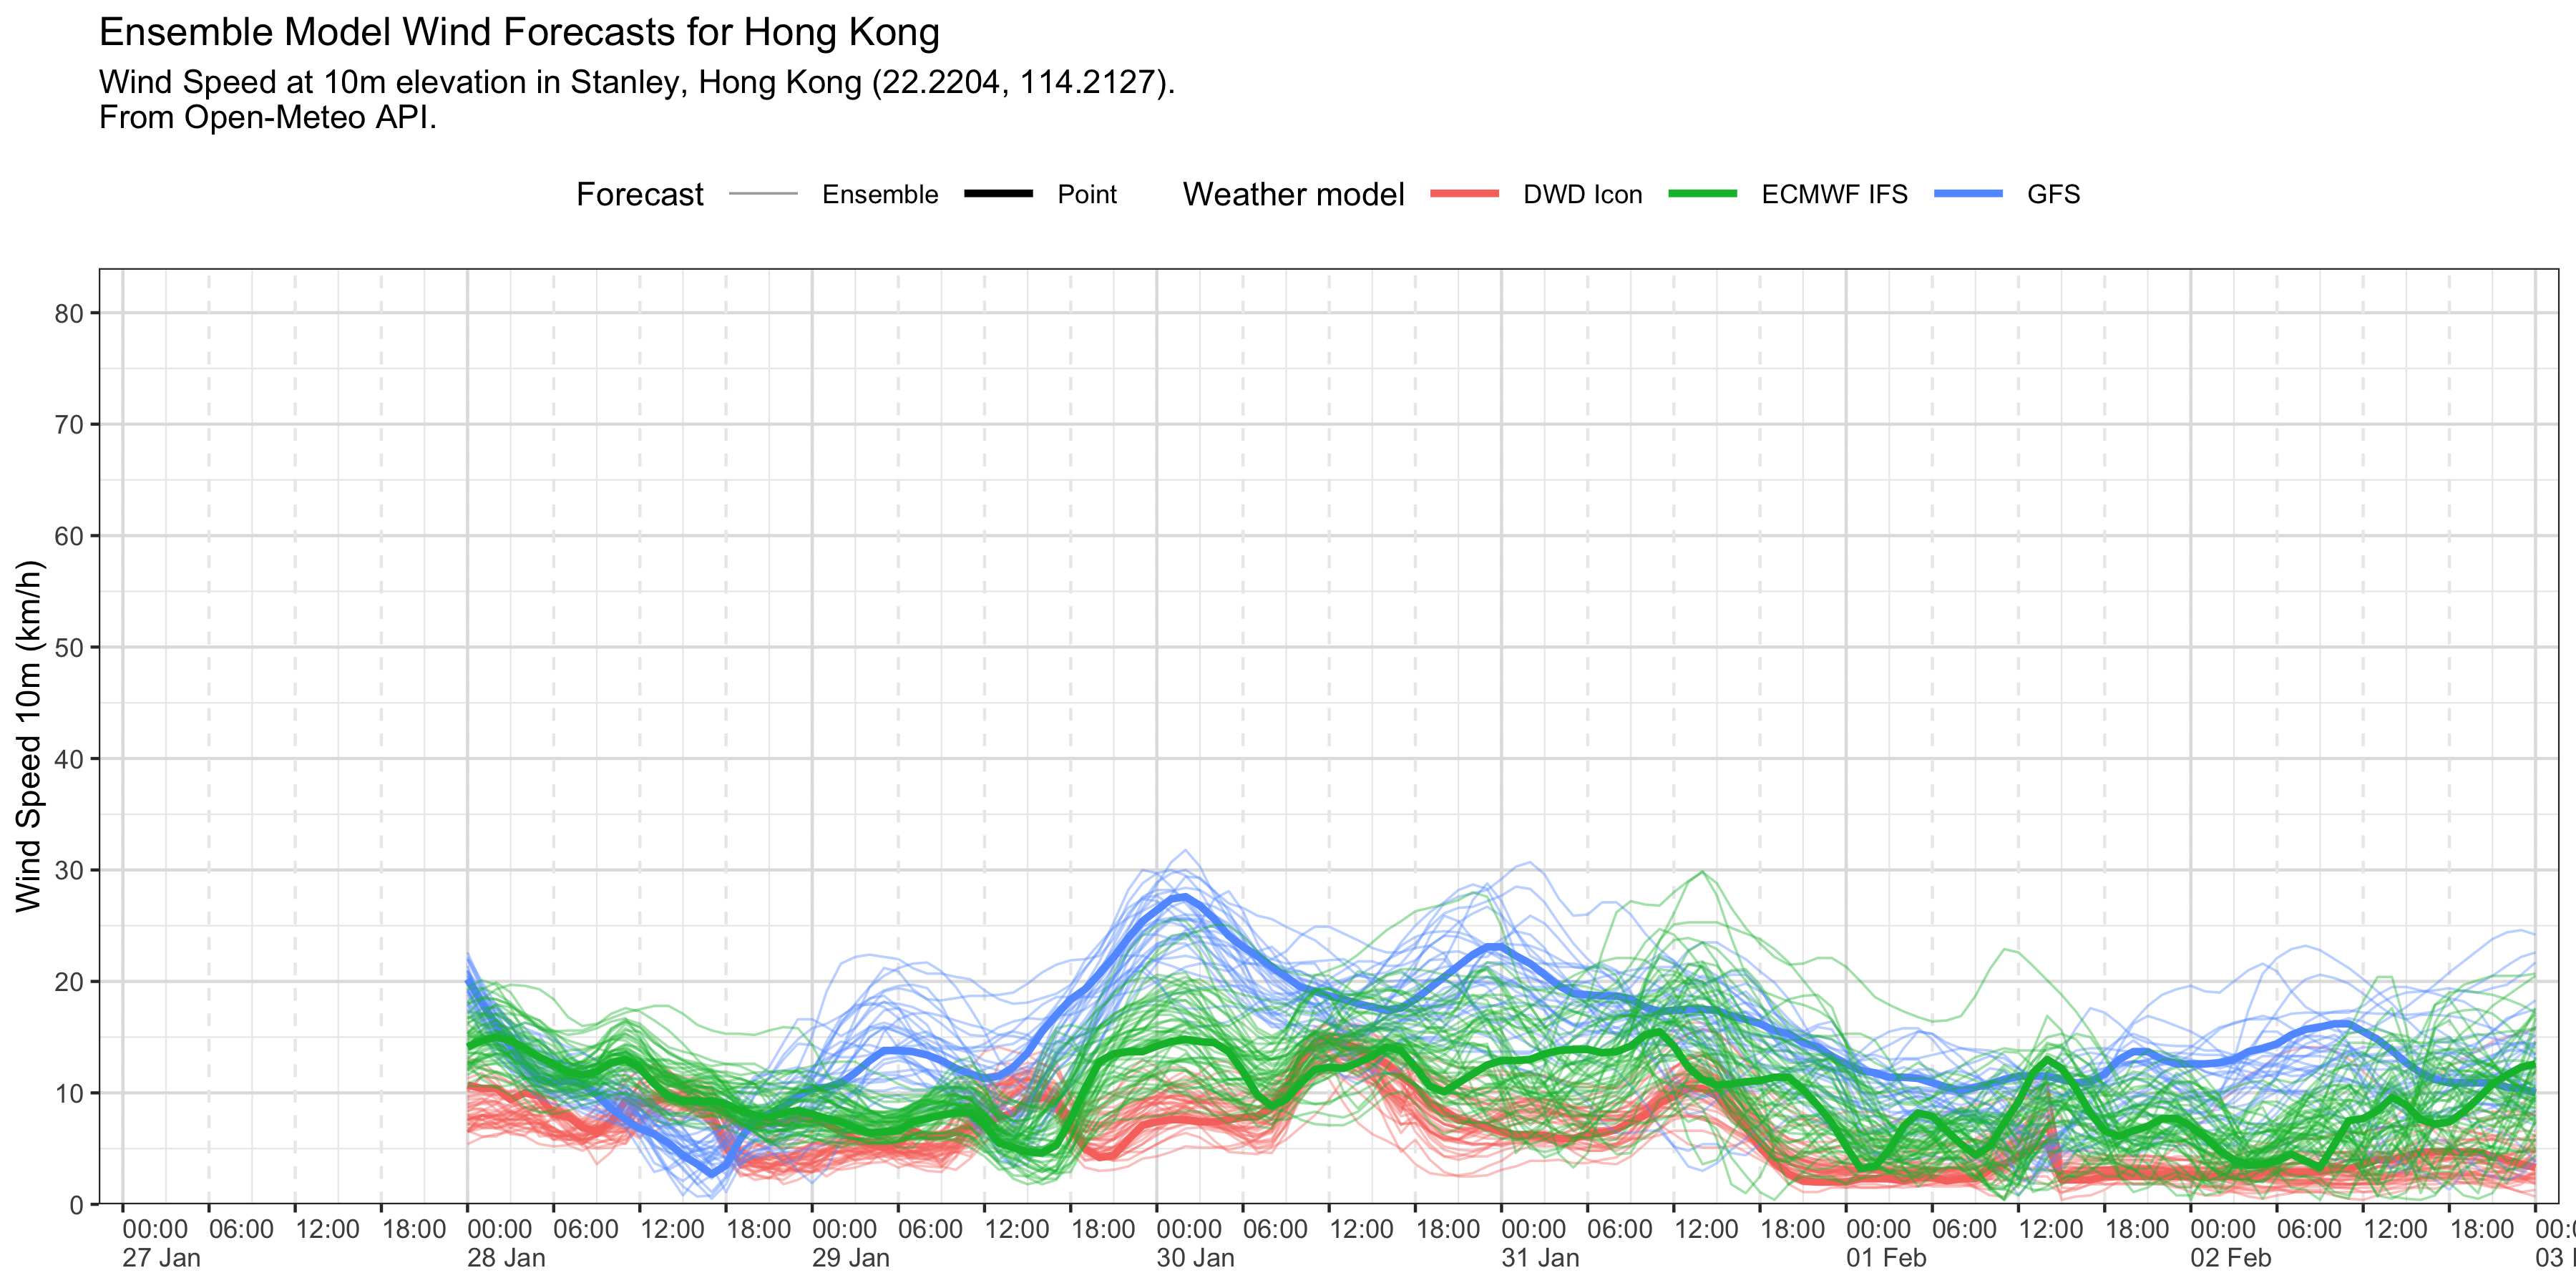 Ensemble Model Wind Forecasts for Hong Kong
Wind Speed at 10m elevation in Stanley, Hong Kong (22.2204, 114.2127).
From Open-Meteo API.
Forecast Ensemble Point Weather model DWD Icon ECMWF IFS GFS
Wind Speed 10m (km/h)
80
70
60
50
40
30
20
10
0
00:00 06:00 12:00 18:00 00:00 06:00 12:00 18:00 00:00 06:00 12:00 18:00 00:00 06:00 12:00 18:00 00:00 06:00 12:00 18:00 00:00 06:00 12:00 18:00 00:00 06:00 12:00 18:00
27 Jan 28 Jan 29 Jan 30 Jan 31 Jan 01 Feb 02 Feb 03